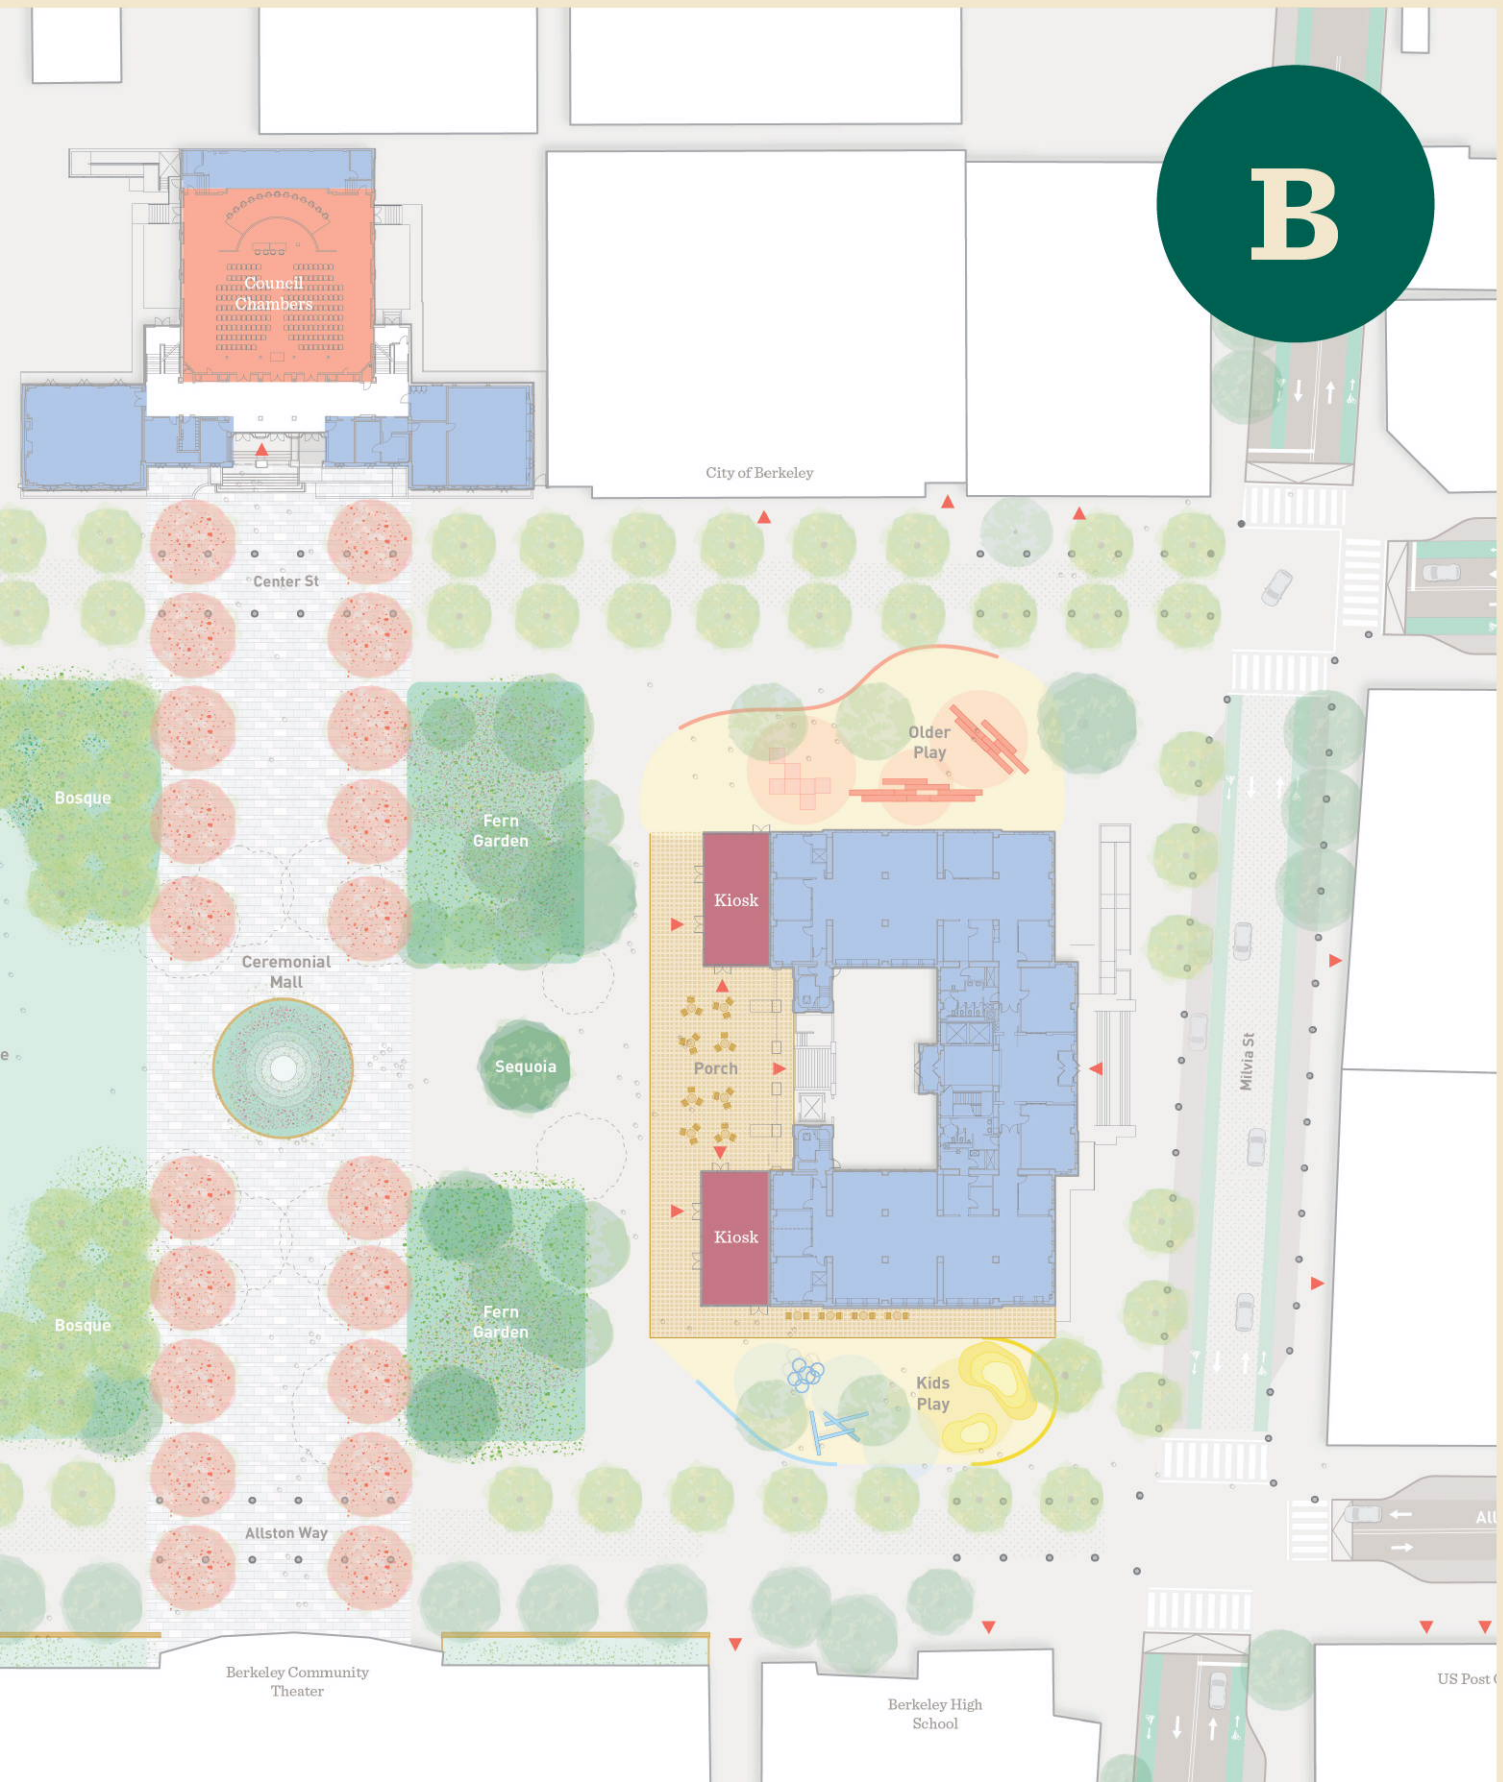 B
Council
Chambers
City of Berkeley
Center St
Older
Play
Bosque
Fern
Garden
Kiosk
Ceremonial
Mall
Sequoia
Porch
Milvia St
e
Kiosk
Fern
Garden
Bosque
Kids
Play
Allston Way
All
Berkeley Community
Theater
Berkeley High
School
US Post